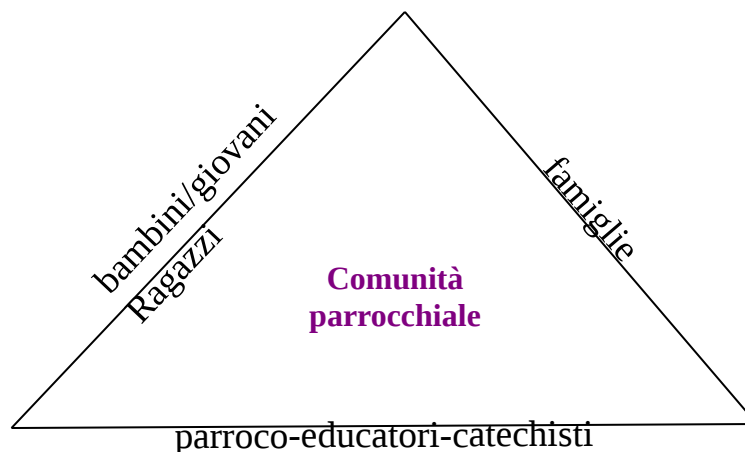 bambini/giovani
Ragazzi
famiglie
Comunità
parrocchiale
parroco-educatori-catechisti